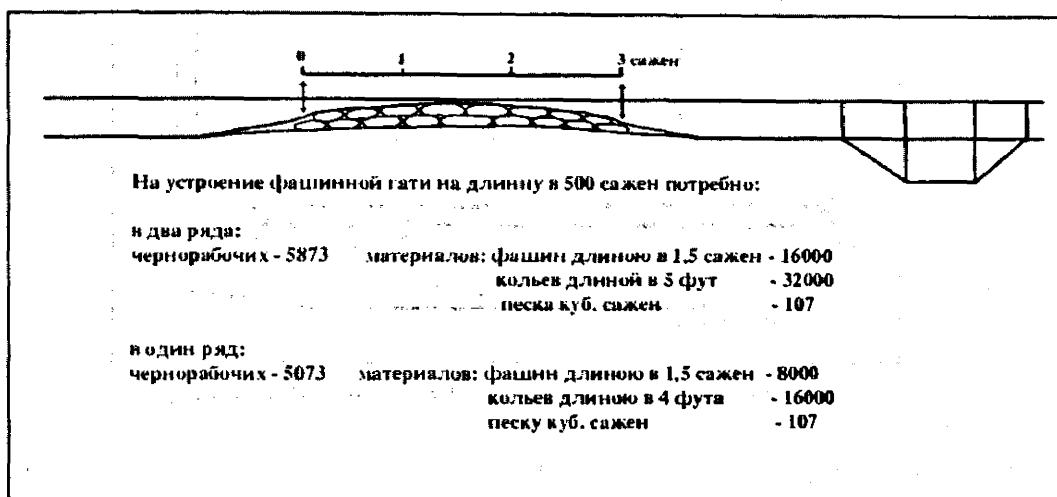 0 1 2 3 сажен
На устроение фашинной гати на длинну в 500 сажен потребно:
в два ряда:
чернорабочих - 5873 материалов: фашин длиною в 1,5 сажен - 16000
кольев длиной в 5 фут - 32000
песка куб. сажен - 107
в один ряд:
чернорабочих - 5073 материалов: фашин длиною в 1,5 сажен - 8000
кольев длиною в 4 фута - 16000
песку куб. сажен - 107